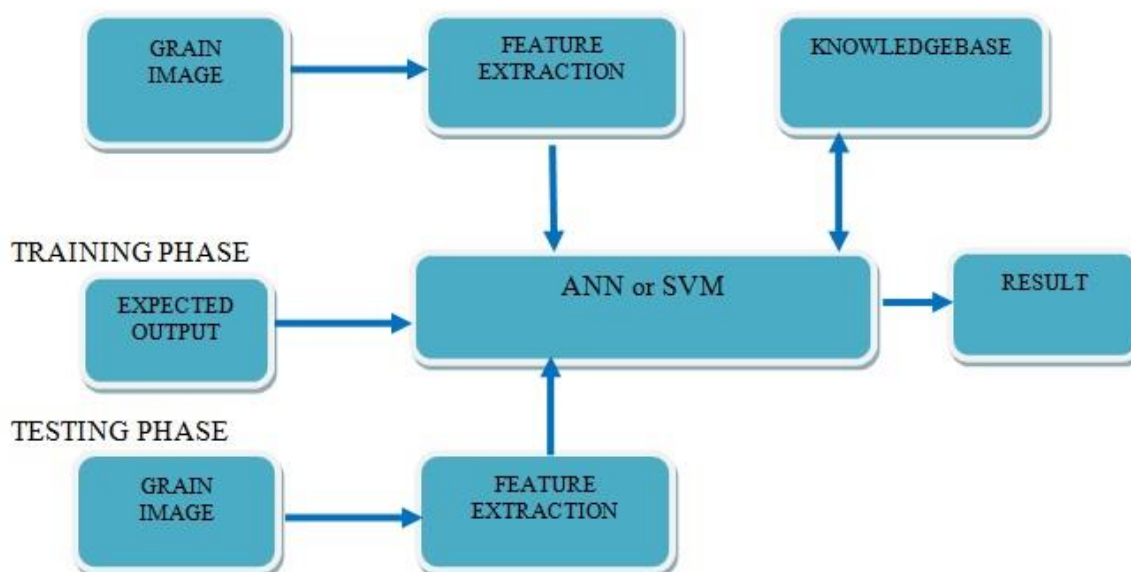 GRAIN
IMAGE
FEATURE
EXTRACTION
KNOWLEDGEBASE
TRAINING PHASE
EXPECTED
OUTPUT
ANN or SVM
RESULT
TESTING PHASE
GRAIN
IMAGE
FEATURE
EXTRACTION